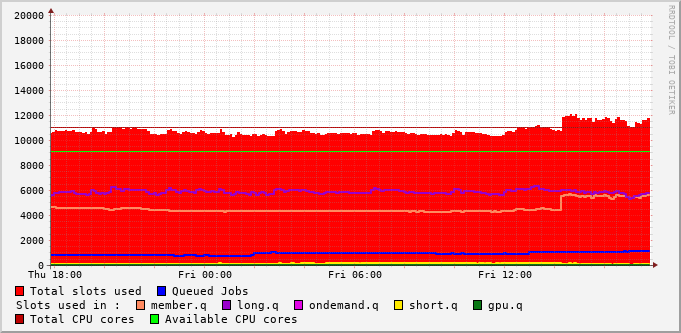 20000
18000
16000
14000
12000
10000
8000
6000
4000
2000
0
Thu 18:00 Fri 00:00 Fri 06:00 Fri 12:00
RRDTOOL / TOBI OETIKER
Total slots used Queued Jobs
Slots used in : member.q long.q ondemand.q short.q gpu.q
Total CPU cores Available CPU cores